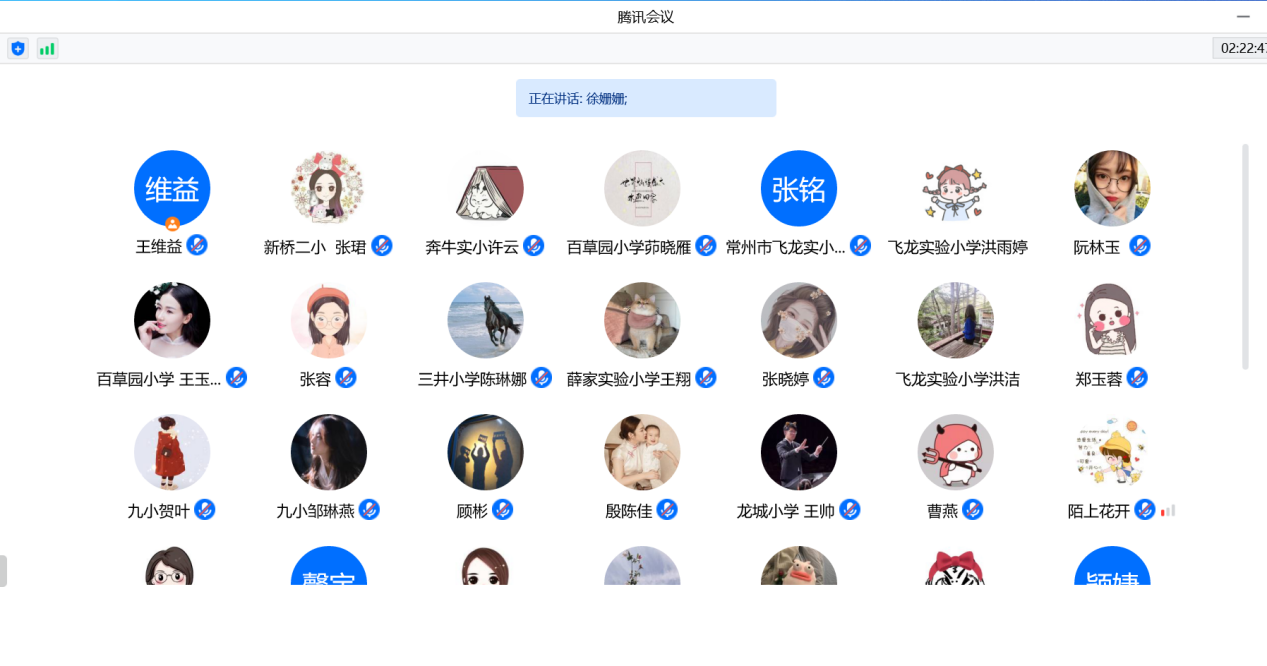 腾讯会议
02:22:47
正在讲话: 徐姗姗;
维益
张铭
王维益
新桥二小 张珺
奔牛实小许云
百草园小学茆晓雁
常州市飞龙实小...
飞龙实验小学洪雨婷
阮林玉
百草园小学 王玉...
张容
三井小学陈琳娜
薛家实验小学王翔
张晓婷
飞龙实验小学洪洁
郑玉蓉
九小贺叶
九小邹琳燕
顾彬
殷陈佳
龙城小学 王帅
曹燕
陌上花开